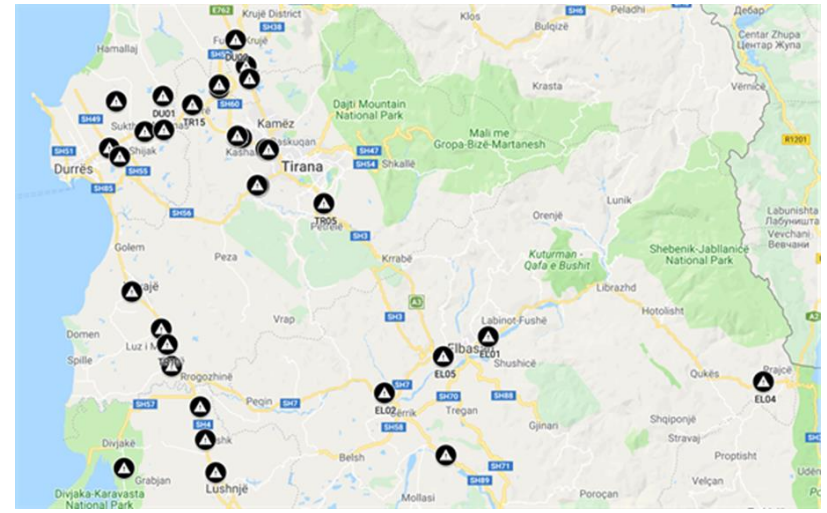 E762
Krujë District
SH38
Klos
SH6
Peladhi
Дебар
Bulqizë
Centar Zhupa
Центар Жупа
Hamallaj
Krasta
Vërnicë
DU01
TR15
SH60
SH49
Dajti Mountain
National Park
Kamëz
Mali me
Gropa-Bizë-Martanesh
R1201
SH51
Shijak
Tirana
SH47
SH54
Shkallë
Durrës
SH55
SH85
SH56
TR05
Petrelë
SH3
Lunik
Orenjë
Labunishta
Лабуништа
Vevchani
Вевчани
Golem
Peza
Krrabë
Kuturman -
Qafa e Bushit
Shebenik-Jabllanicë
National Park
Librazhd
A3
Hotolisht
A2
Domen
Vrap
SH3
Labinot-Fushë
Spille
Luz i M
EL01
EL05
Shushicë
Rrogozhinë
Qukës
Prajcë
EL04
SH57
Peqin
SH7
SH7
EL02
SH70
SH88
SH4
SH58
Tregan
Gjinari
Shqiponjë
Stravaj
Divjakë
Belsh
Proptisht
Grabjan
SH71
Lushnjë
SH89
Velçan
Divjaka-Karavasta
National Park
Mollasi
Poroçan